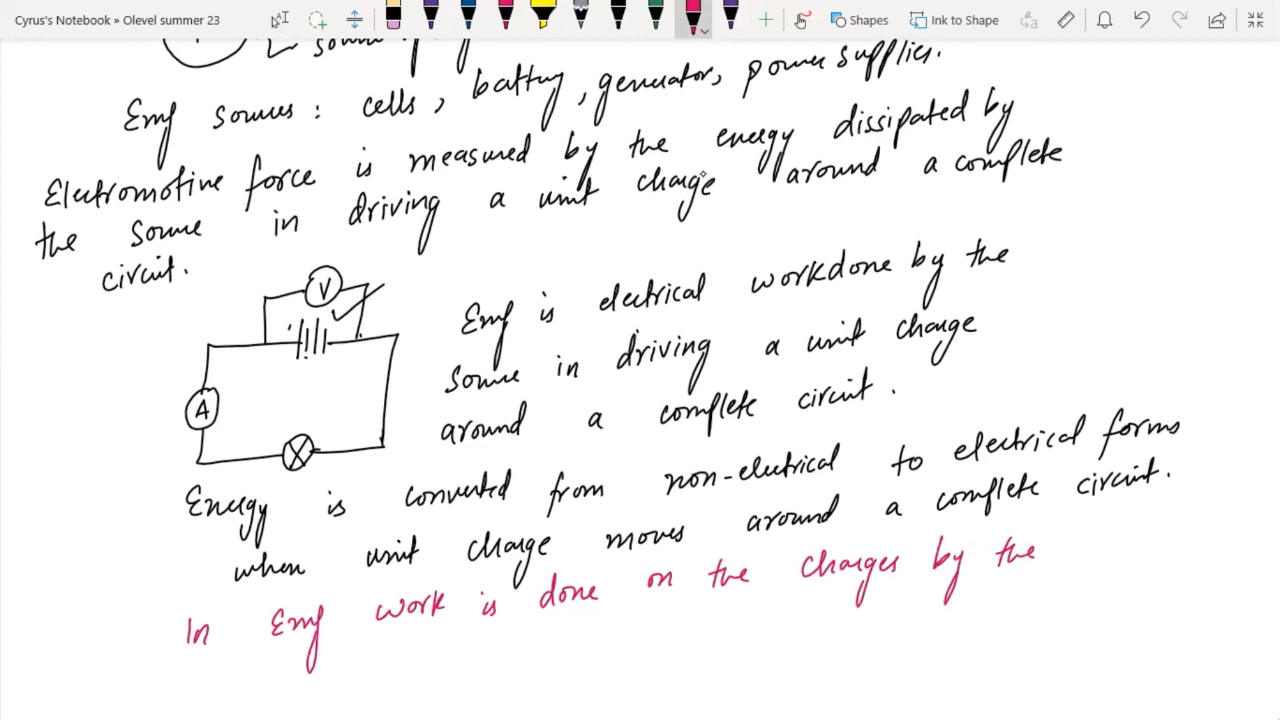 Cyrus's Notebook » Olevel summer 23
Shapes
Ink to Shape
Emf sources : cells , battery , generator, power supplies.
Electromotive force is measured by the energy dissipated by
the source in driving a unit charge around a complete
circuit.
V
A
Emf is electrical workdone by the
source in driving a unit charge
around a complete circuit .
Energy is converted from non-electrical to electrical forms
when unit charge moves around a complete circuit.
In Emf work is done on the charges by the